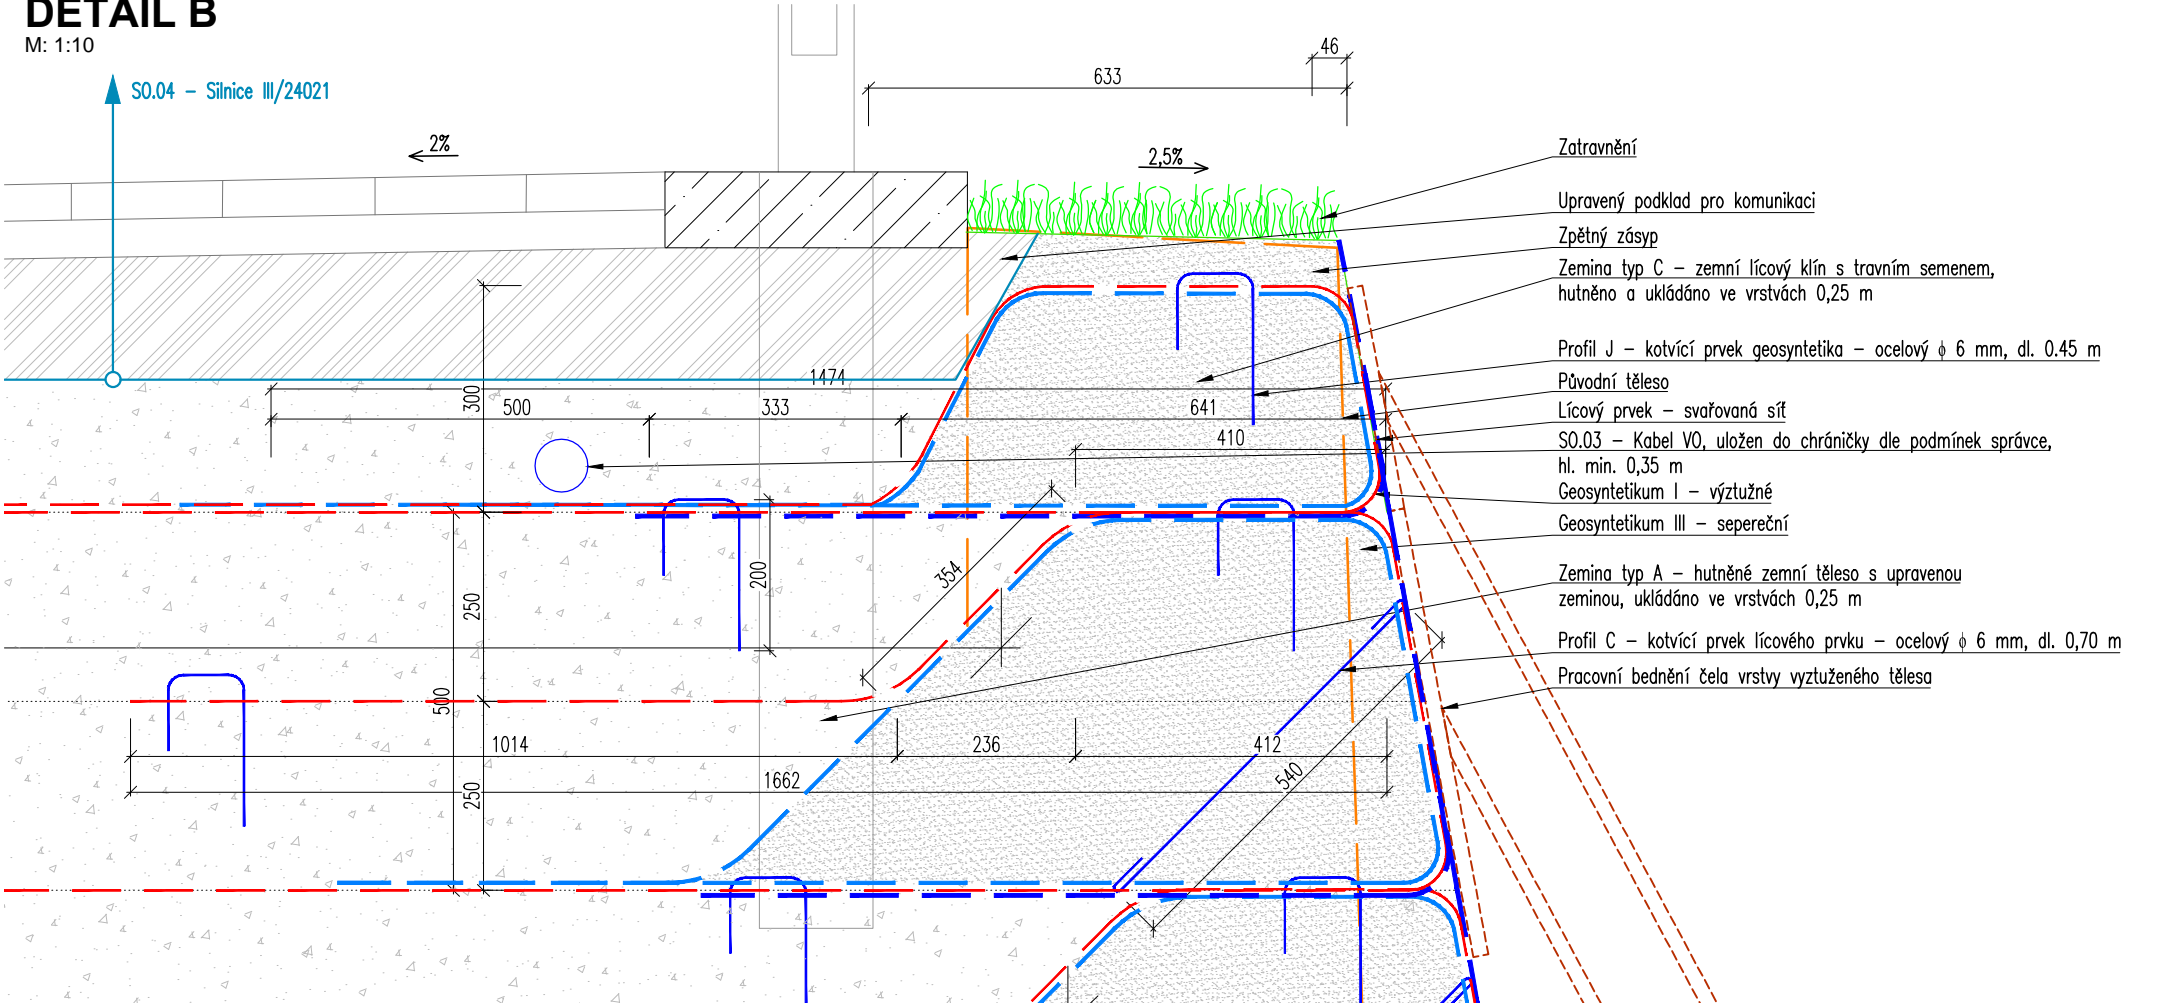 DETAIL B
M: 1:10
SO.04 – Silnice III/24021
46
633
2%
2,5%
Zatravnění
Upravený podklad pro komunikaci
Zpětný zásyp
Zemina typ C – zemní lícový klín s travním semenem,
hutněno a ukládáno ve vrstvách 0,25 m
Profil J – kotvící prvek geosyntetika – ocelový ϕ 6 mm, dl. 0.45 m
Původní těleso
Lícový prvek – svařovaná síť
SO.03 – Kabel VO, uložen do chráničky dle podmínek správce,
hl. min. 0,35 m
Geosyntetikum I – výztužné
Geosyntetikum III – sepereční
Zemina typ A – hutněné zemní těleso s upravenou
zeminou, ukládáno ve vrstvách 0,25 m
Profil C – kotvící prvek lícového prvku – ocelový ϕ 6 mm, dl. 0,70 m
Pracovní bednění čela vrstvy vyztuženého tělesa
1474
300
500
333
641
410
354
200
250
500
1014
236
412
1662
540
250